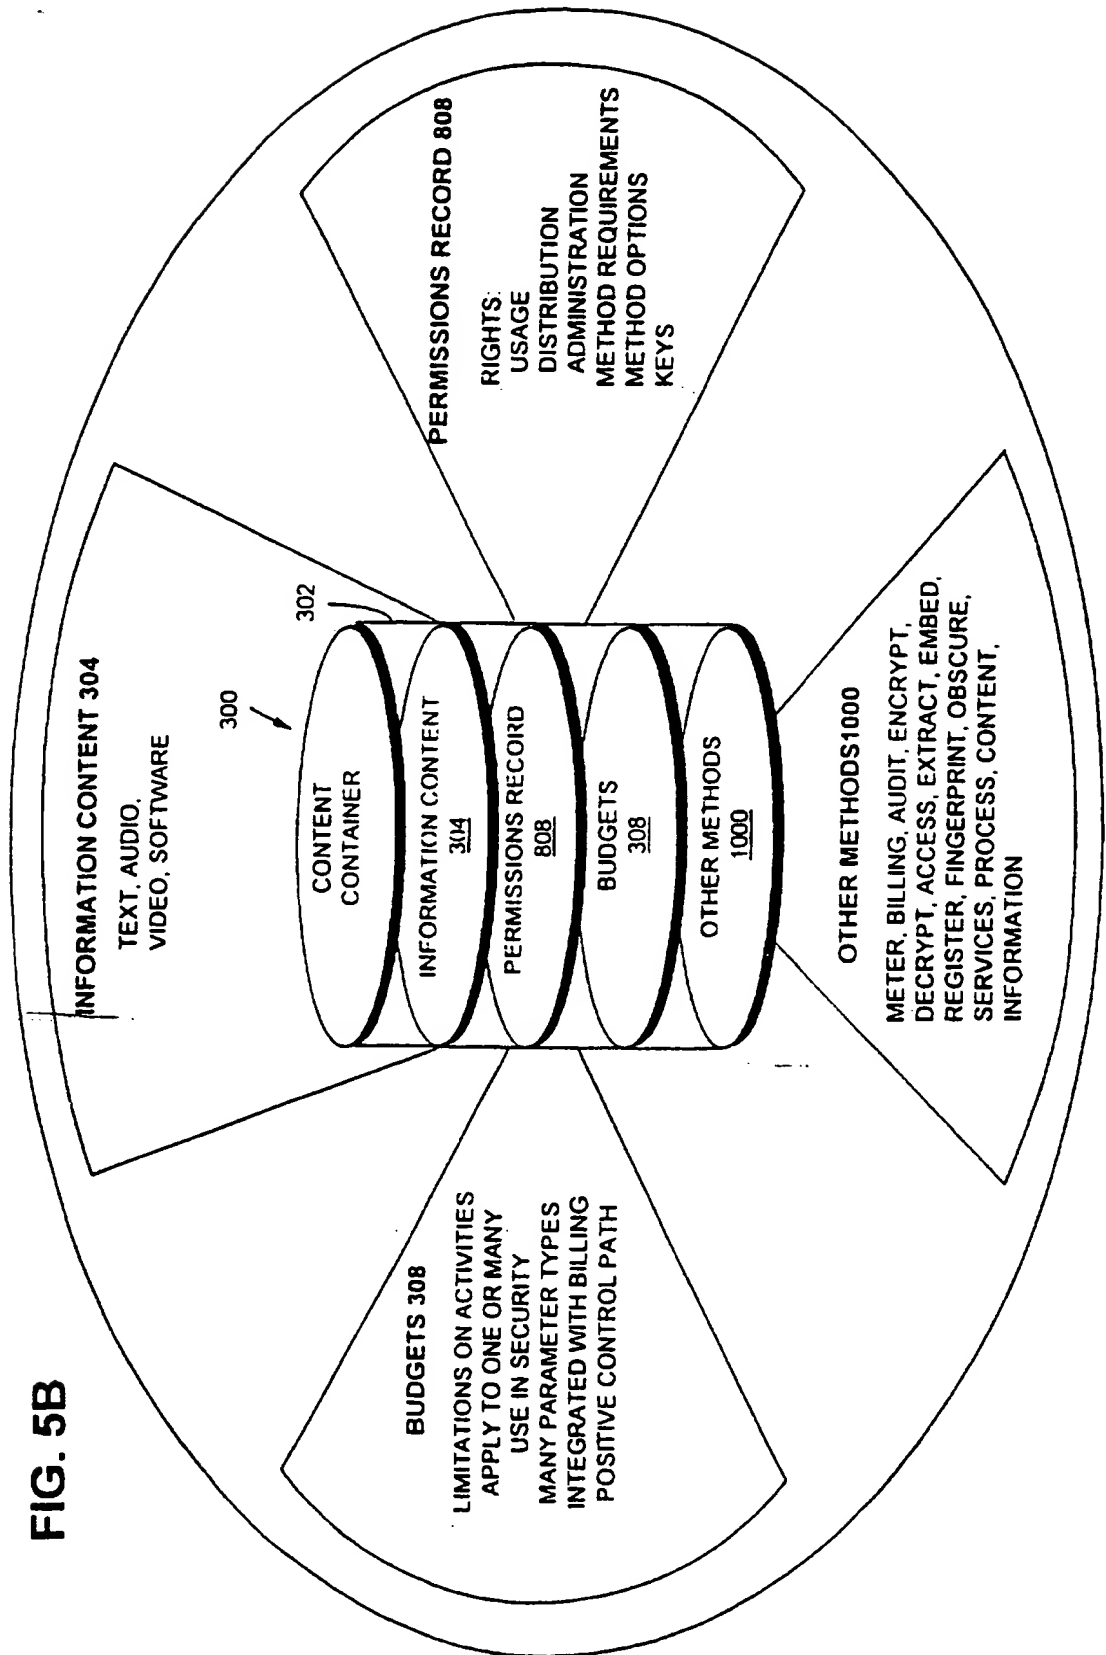 FIG. 5B
INFORMATION CONTENT 304
TEXT, AUDIO,
VIDEO, SOFTWARE
BUDGETS 308
LIMITATIONS ON ACTIVITIES
APPLY TO ONE OR MANY
USE IN SECURITY
MANY PARAMETER TYPES
INTEGRATED WITH BILLING
POSITIVE CONTROL PATH
300
302
CONTENT
CONTAINER
INFORMATION CONTENT
304
PERMISSIONS RECORD
808
BUDGETS
308
OTHER METHODS
1000
PERMISSIONS RECORD 808
RIGHTS:
USAGE
DISTRIBUTION
ADMINISTRATION
METHOD REQUIREMENTS
METHOD OPTIONS
KEYS
OTHER METHODS1000
METER, BILLING, AUDIT, ENCRYPT,
DECRYPT, ACCESS, EXTRACT, EMBED,
REGISTER, FINGERPRINT, OBSCURE,
SERVICES, PROCESS, CONTENT,
INFORMATION